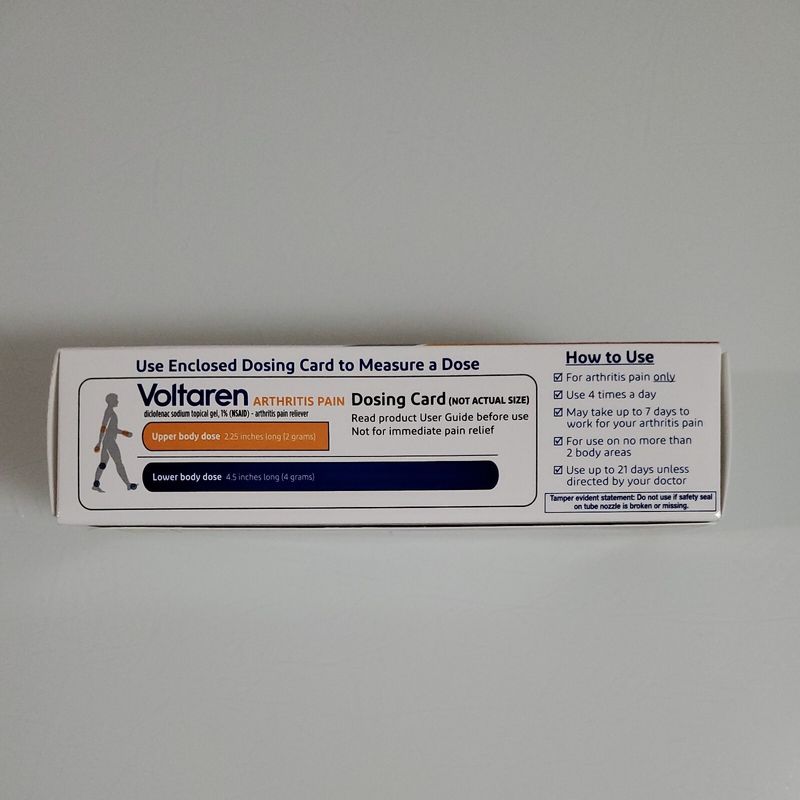 Use Enclosed Dosing Card to Measure a Dose
Voltaren ARTHRITIS PAIN
diclofenac sodium topical gel, 1% (NSAID) - arthritis pain reliever
Dosing Card (NOT ACTUAL SIZE)
Read product User Guide before use
Not for immediate pain relief
Upper body dose 2.25 inches long (2 grams)
Lower body dose 4.5 inches long (4 grams)
How to Use
☑ For arthritis pain only
☑ Use 4 times a day
☑ May take up to 7 days to
work for your arthritis pain
☑ For use on no more than
2 body areas
☑ Use up to 21 days unless
directed by your doctor
Tamper evident statement: Do not use if safety seal
on tube nozzle is broken or missing.